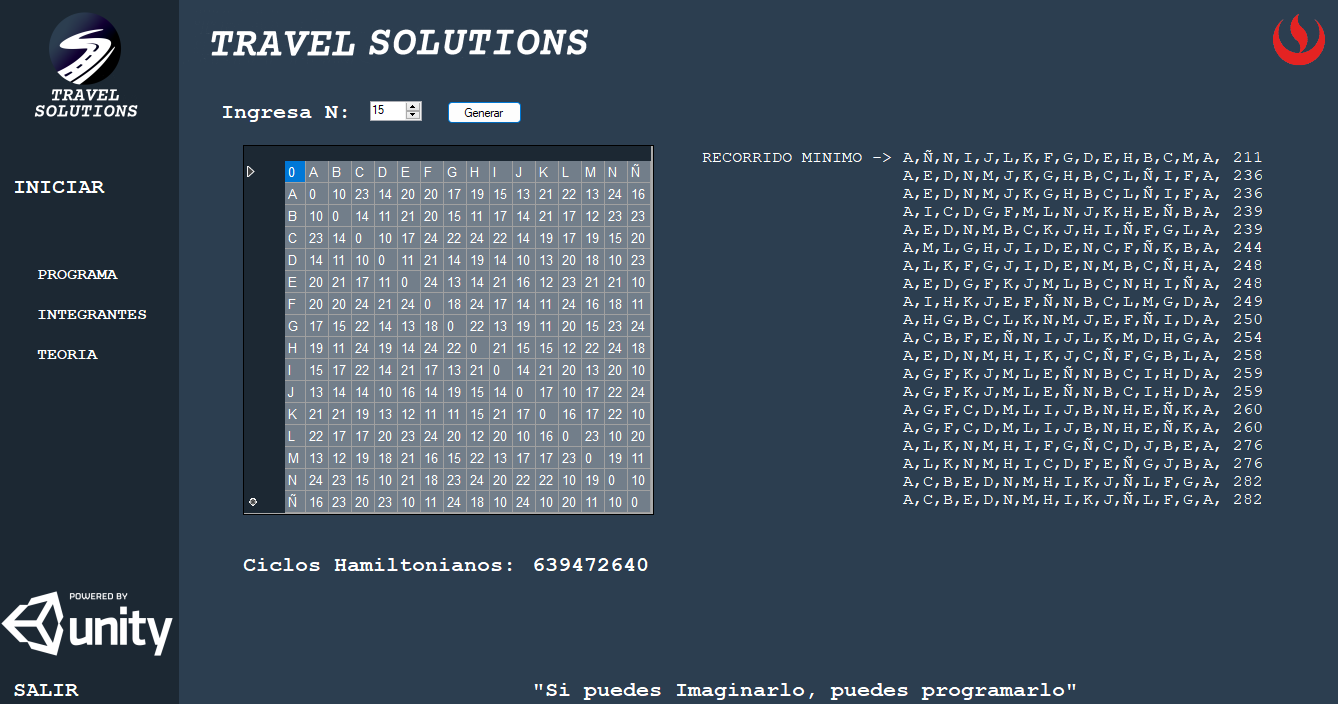 TRAVEL
SOLUTIONS
INICIAR
PROGRAMA
INTEGRANTES
TEORIA
POWERED BY
unity
SALIR
TRAVEL SOLUTIONS
Ingresa N: 15 Generar
0 A B C D E F G H I J K L M N Ñ
A 0 10 23 14 20 20 17 19 15 13 21 22 13 24 16
B 10 0 14 11 21 20 15 11 17 14 21 17 12 23 23
C 23 14 0 10 17 24 22 24 22 14 19 17 19 15 20
D 14 11 10 0 11 21 14 19 14 10 13 20 18 10 23
E 20 21 17 11 0 24 13 14 21 16 12 23 21 21 10
F 20 20 24 21 24 0 18 24 17 14 11 24 16 18 11
G 17 15 22 14 13 18 0 22 13 19 11 20 15 23 24
H 19 11 24 19 14 24 22 0 21 15 15 12 22 24 18
I 15 17 22 14 21 17 13 21 0 14 21 20 13 20 10
J 13 14 14 10 16 14 19 15 14 0 17 10 17 22 24
K 21 21 19 13 12 11 11 15 21 17 0 16 17 22 10
L 22 17 17 20 23 24 20 12 20 10 16 0 23 10 20
M 13 12 19 18 21 16 15 22 13 17 17 23 0 19 11
N 24 23 15 10 21 18 23 24 20 22 22 10 19 0 10
Ñ 16 23 20 23 10 11 24 18 10 24 10 20 11 10 0
Ciclos Hamiltonianos: 639472640
RECORRIDO MINIMO -> A,Ñ,N,I,J,L,K,F,G,D,E,H,B,C,M,A, 211
A,E,D,N,M,J,K,G,H,B,C,L,Ñ,I,F,A, 236
A,E,D,N,M,J,K,G,H,B,C,L,Ñ,I,F,A, 236
A,I,C,D,G,F,M,L,N,J,K,H,E,Ñ,B,A, 239
A,E,D,N,M,B,C,K,J,H,I,Ñ,F,G,L,A, 239
A,M,L,G,H,J,I,D,E,N,C,F,Ñ,K,B,A, 244
A,L,K,F,G,J,I,D,E,N,M,B,C,Ñ,H,A, 248
A,E,D,G,F,K,J,M,L,B,C,N,H,I,Ñ,A, 248
A,I,H,K,J,E,F,Ñ,N,B,C,L,M,G,D,A, 249
A,H,G,B,C,L,K,N,M,J,E,F,Ñ,I,D,A, 250
A,C,B,F,E,Ñ,N,I,J,L,K,M,D,H,G,A, 254
A,E,D,N,M,H,I,K,J,C,Ñ,F,G,B,L,A, 258
A,G,F,K,J,M,L,E,Ñ,N,B,C,I,H,D,A, 259
A,G,F,K,J,M,L,E,Ñ,N,B,C,I,H,D,A, 259
A,G,F,C,D,M,L,I,J,B,N,H,E,Ñ,K,A, 260
A,G,F,C,D,M,L,I,J,B,N,H,E,Ñ,K,A, 260
A,L,K,N,M,H,I,F,G,Ñ,C,D,J,B,E,A, 276
A,L,K,N,M,H,I,C,D,F,E,Ñ,G,J,B,A, 276
A,C,B,E,D,N,M,H,I,K,J,Ñ,L,F,G,A, 282
A,C,B,E,D,N,M,H,I,K,J,Ñ,L,F,G,A, 282
"Si puedes Imaginarlo, puedes programarlo"